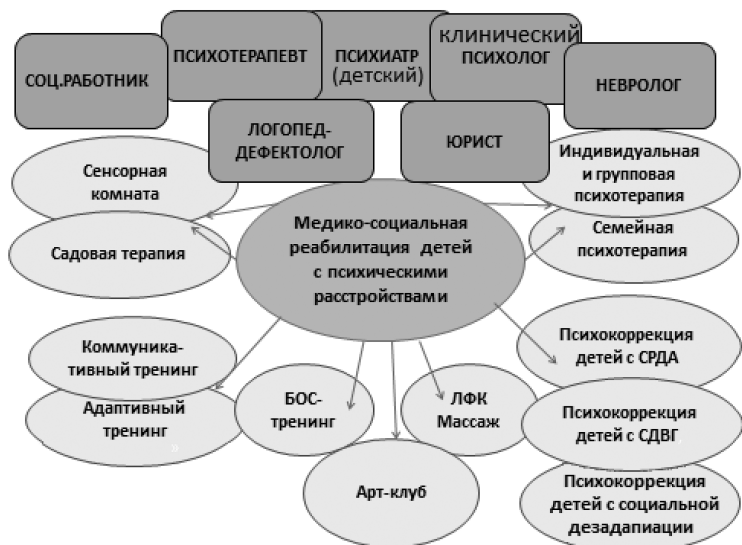 СОЦ.РАБОТНИК
ПСИХОТЕРАПЕВТ
ПСИХИАТР
(детский)
клинический
ПСИХОЛОГ
НЕВРОЛОГ
ЛОГОПЕД-
ДЕФЕКТОЛОГ
ЮРИСТ
Сенсорная
комната
Садовая терапия
Медико-социальная
реабилитация детей
с психическими
расстройствами
Индивидуальная
и групповая
психотерапия
Семейная
психотерапия
Коммуника-
тивный тренинг
Адаптивный
тренинг
БОС-
тренинг
Арт-клуб
ЛФК
Массаж
Психокоррекция
детей с СРДА
Психокоррекция
детей с СДВГ
Психокоррекция
детей с социальной
дезадапиации